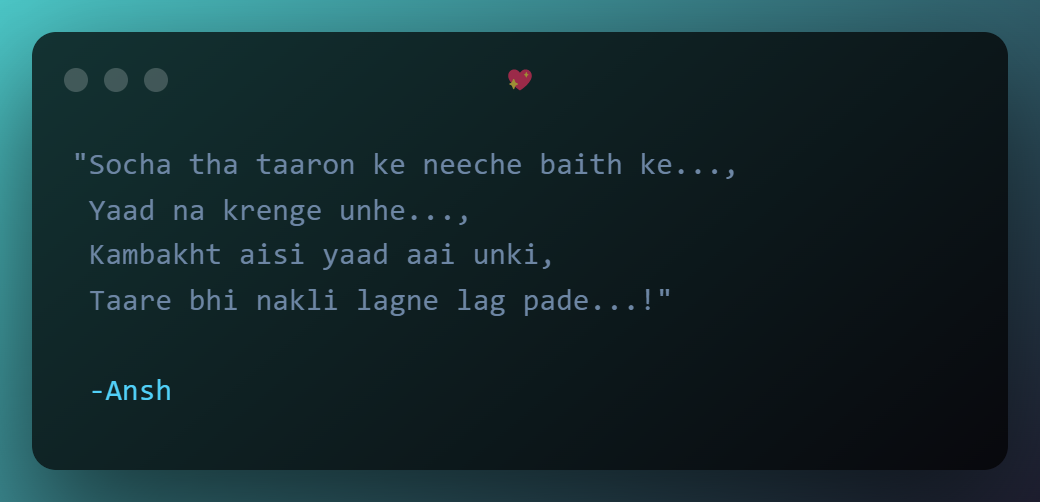 "Socha tha taaron ke neeche baith ke...,
Yaad na krenge unhe...,
Kambakht aisi yaad aai unki,
Taare bhi nakli lagne lag pade...!"
-Ansh